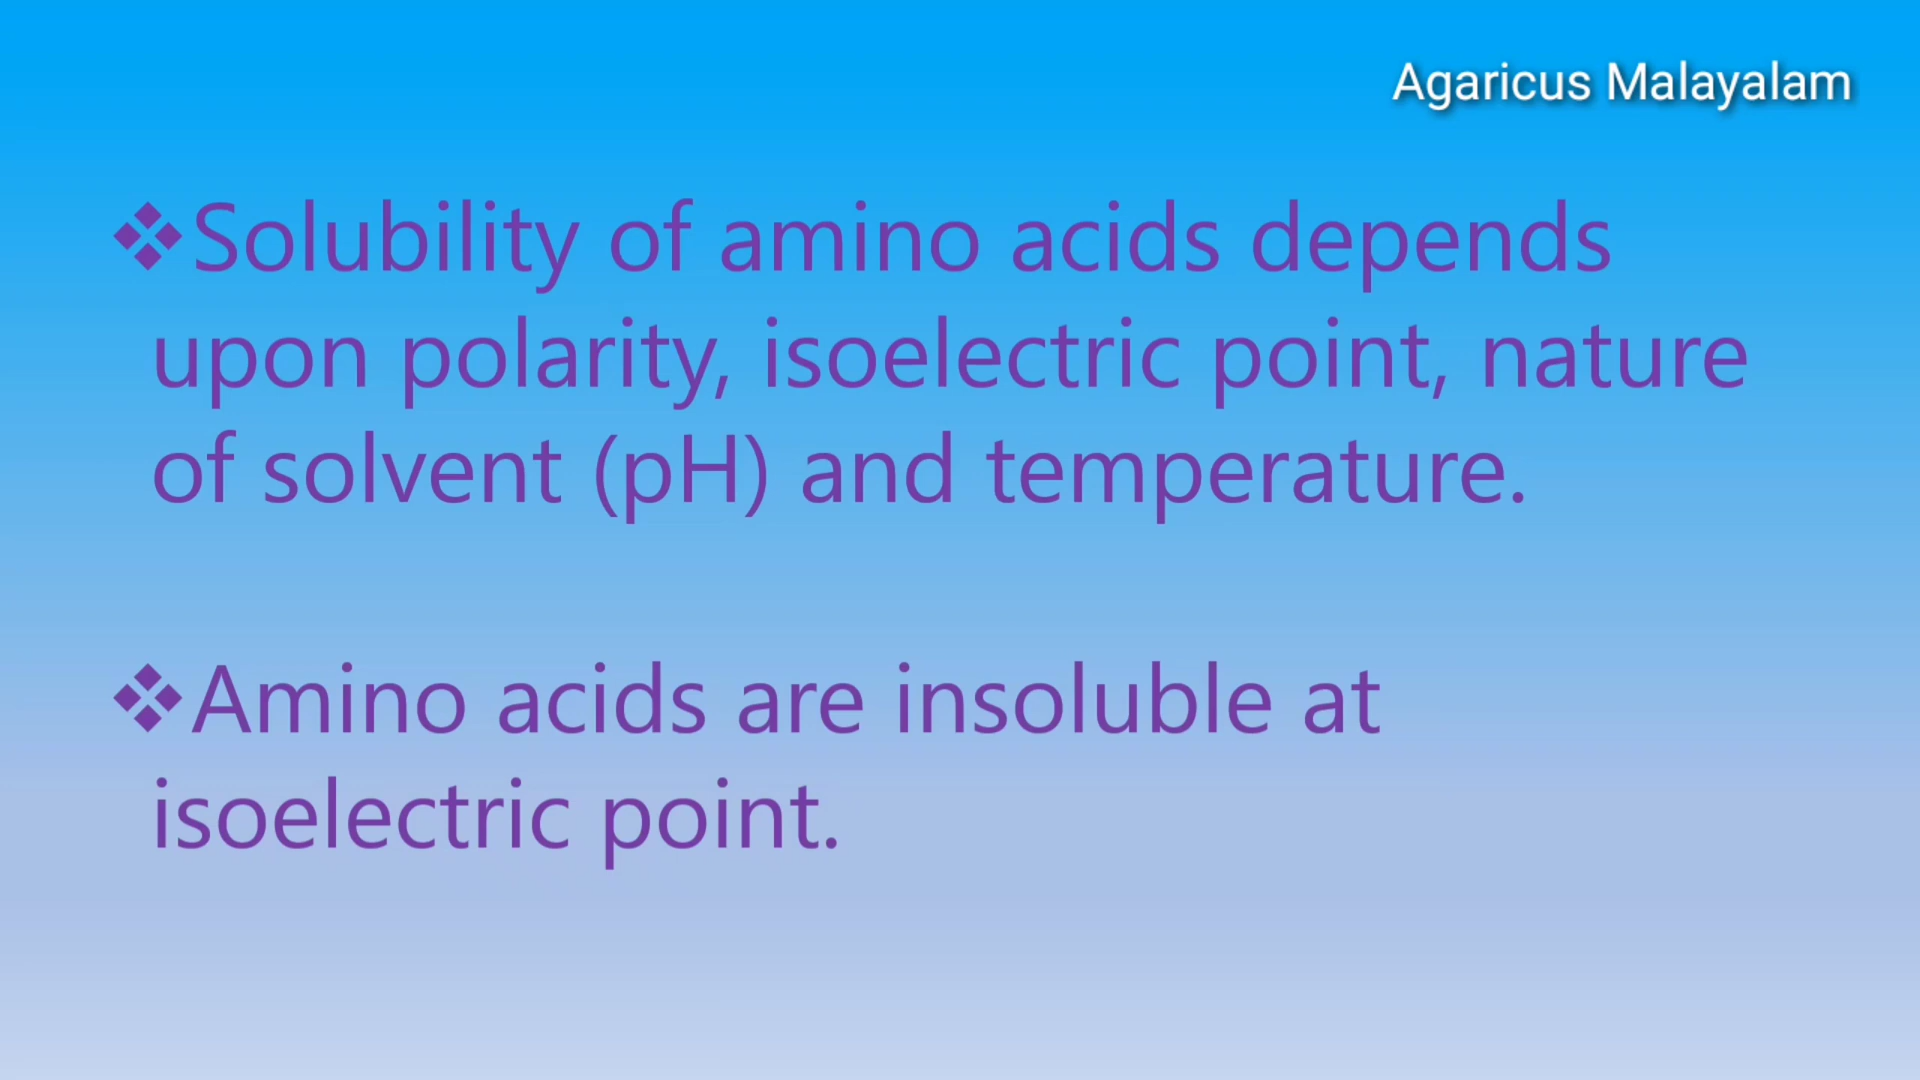 Agaricus Malayalam
❖Solubility of amino acids depends
upon polarity, isoelectric point, nature
of solvent (pH) and temperature.
❖Amino acids are insoluble at
isoelectric point.